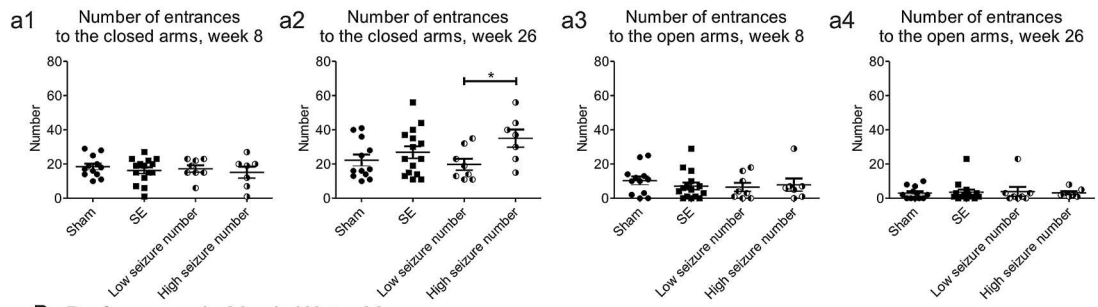 a1
Number of entrances
to the closed arms, week 8
Number
80
60
40
20
0
Sham
SE
Low seizure number
High seizure number
a2
Number of entrances
to the closed arms, week 26
Number
80
60
40
20
0
*
Sham
SE
Low seizure number
High seizure number
a3
Number of entrances
to the open arms, week 8
Number
80
60
40
20
0
Sham
SE
Low seizure number
High seizure number
a4
Number of entrances
to the open arms, week 26
Number
80
60
40
20
0
Sham
SE
Low seizure number
High seizure number